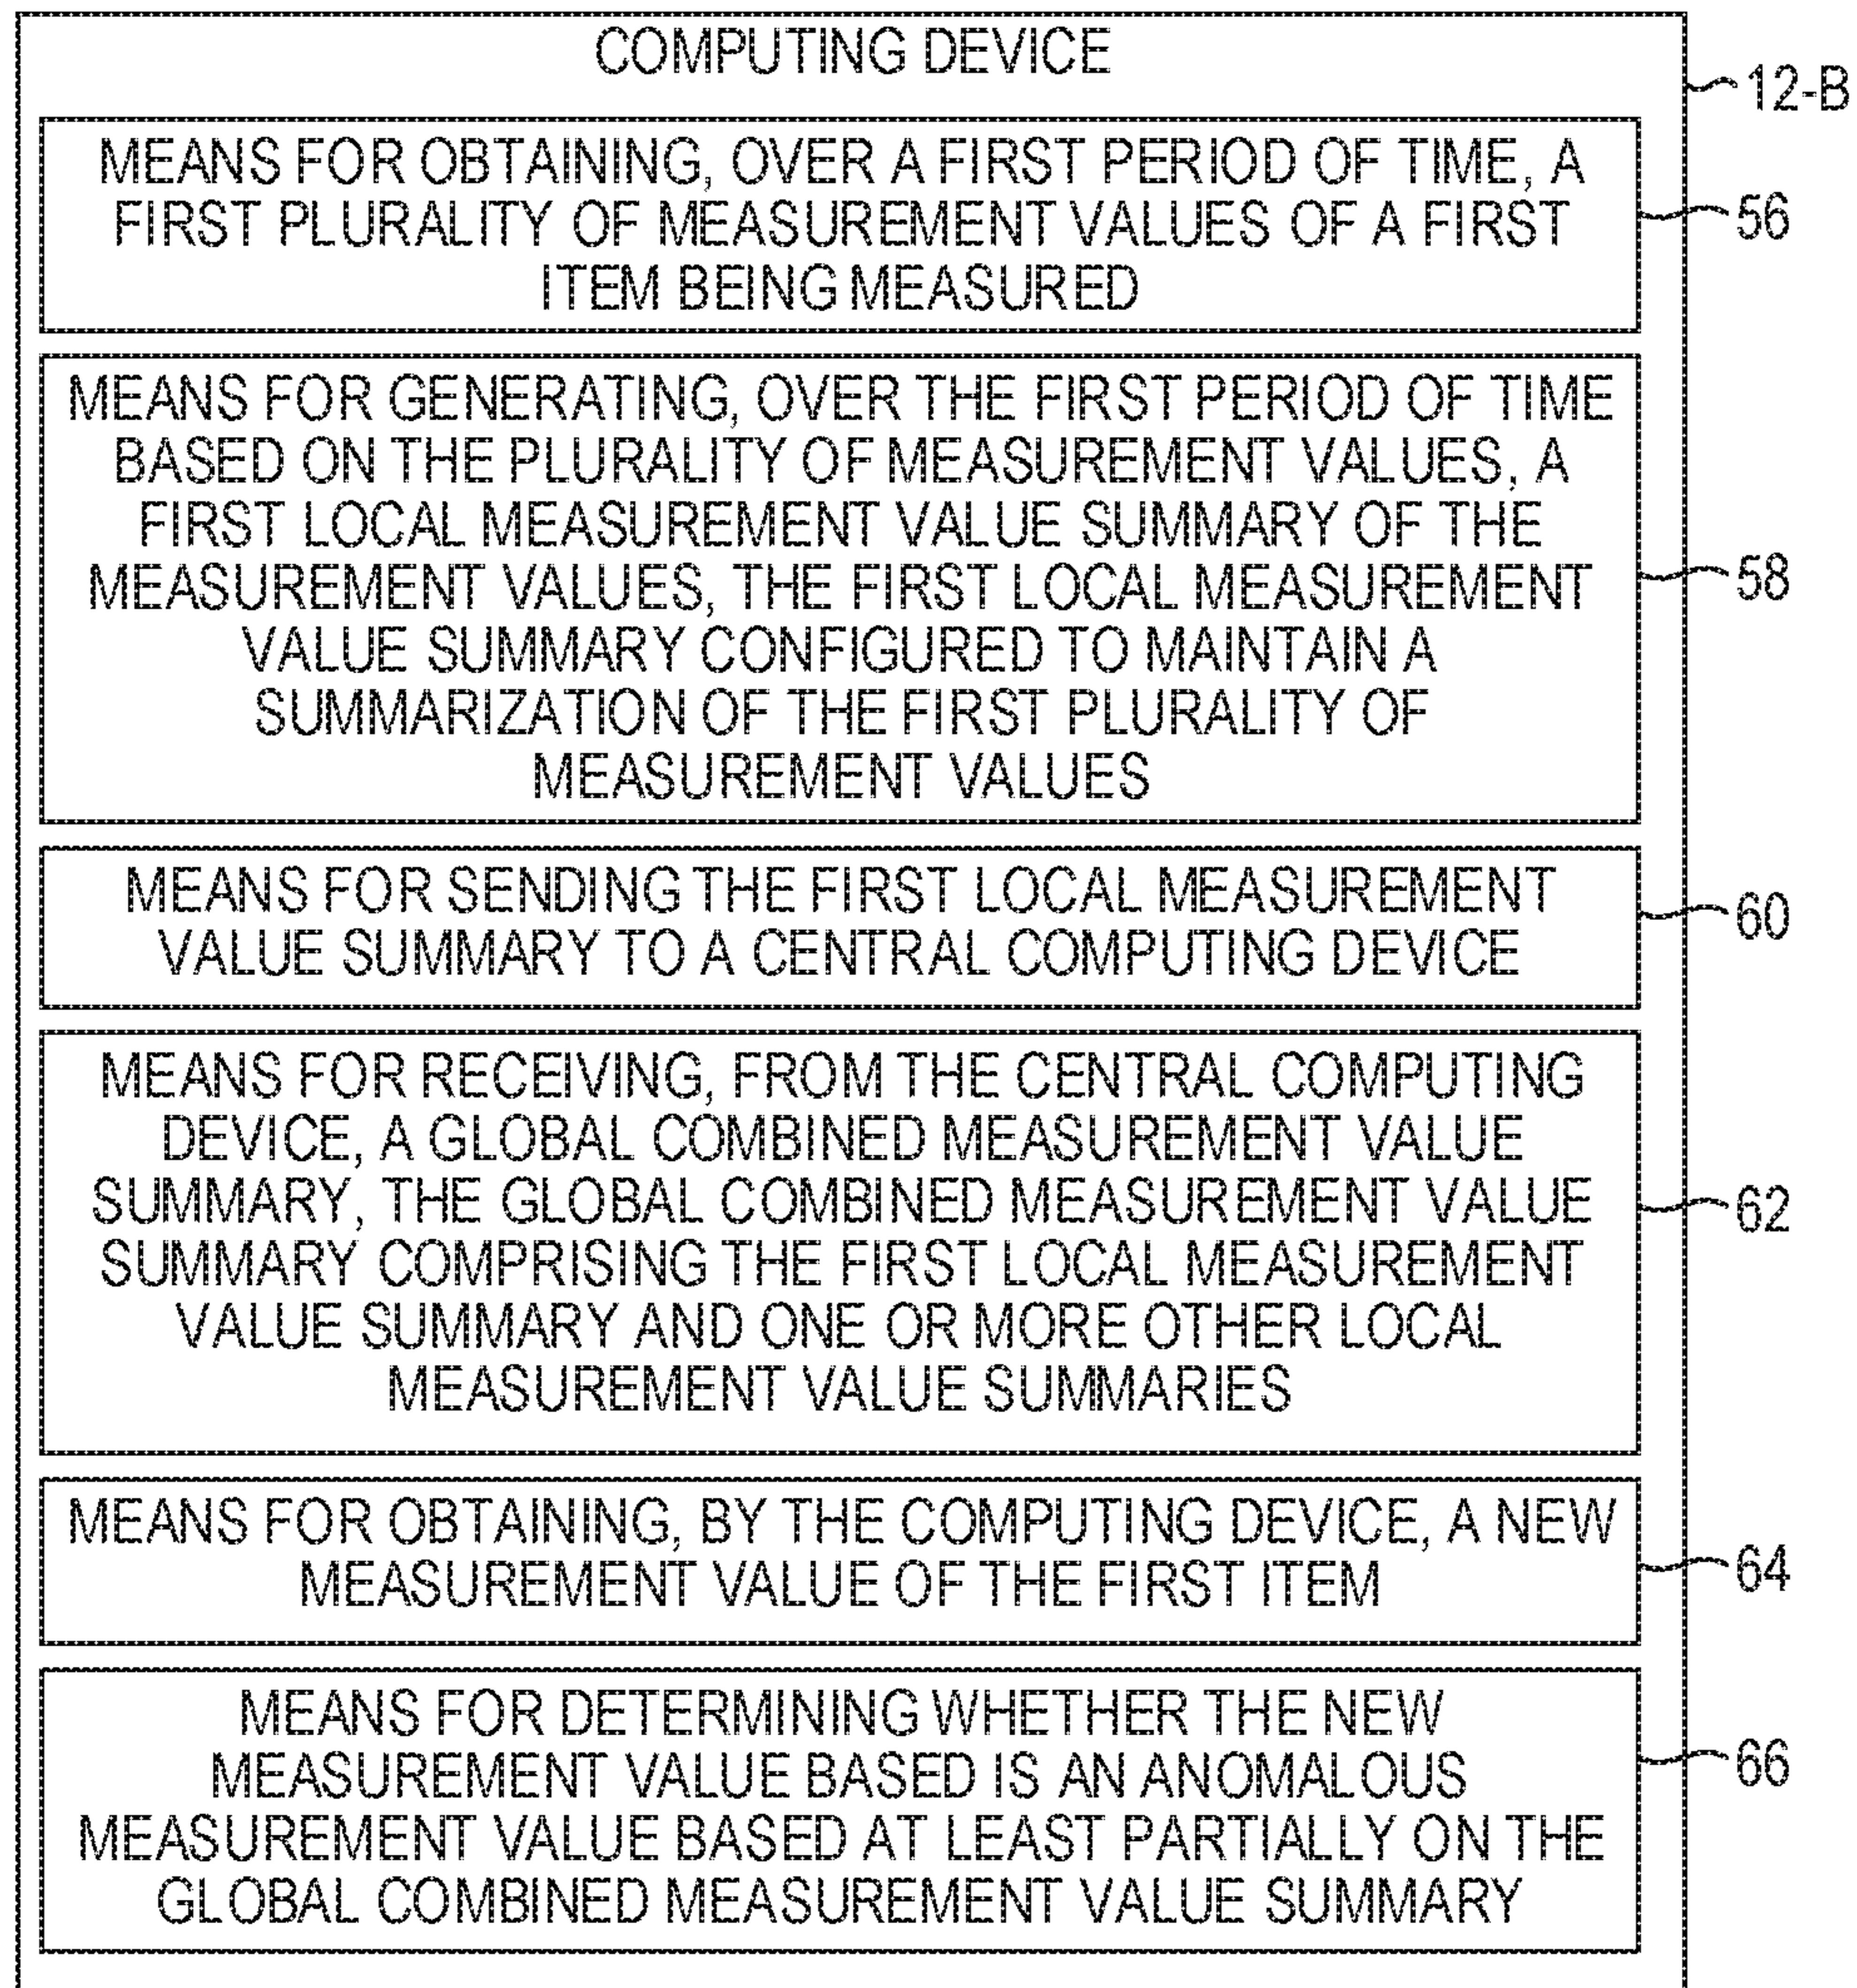 COMPUTING DEVICE
12-B
MEANS FOR OBTAINING, OVER A FIRST PERIOD OF TIME, A
FIRST PLURALITY OF MEASUREMENT VALUES OF A FIRST
ITEM BEING MEASURED
56
MEANS FOR GENERATING, OVER THE FIRST PERIOD OF TIME
BASED ON THE PLURALITY OF MEASUREMENT VALUES, A
FIRST LOCAL MEASUREMENT VALUE SUMMARY OF THE
MEASUREMENT VALUES, THE FIRST LOCAL MEASUREMENT
VALUE SUMMARY CONFIGURED TO MAINTAIN A
SUMMARIZATION OF THE FIRST PLURALITY OF
MEASUREMENT VALUES
58
MEANS FOR SENDING THE FIRST LOCAL MEASUREMENT
VALUE SUMMARY TO A CENTRAL COMPUTING DEVICE
60
MEANS FOR RECEIVING, FROM THE CENTRAL COMPUTING
DEVICE, A GLOBAL COMBINED MEASUREMENT VALUE
SUMMARY, THE GLOBAL COMBINED MEASUREMENT VALUE
SUMMARY COMPRISING THE FIRST LOCAL MEASUREMENT
VALUE SUMMARY AND ONE OR MORE OTHER LOCAL
MEASUREMENT VALUE SUMMARIES
62
MEANS FOR OBTAINING, BY THE COMPUTING DEVICE, A NEW
MEASUREMENT VALUE OF THE FIRST ITEM
64
MEANS FOR DETERMINING WHETHER THE NEW
MEASUREMENT VALUE BASED IS AN ANOMALOUS
MEASUREMENT VALUE BASED AT LEAST PARTIALLY ON THE
GLOBAL COMBINED MEASUREMENT VALUE SUMMARY
66